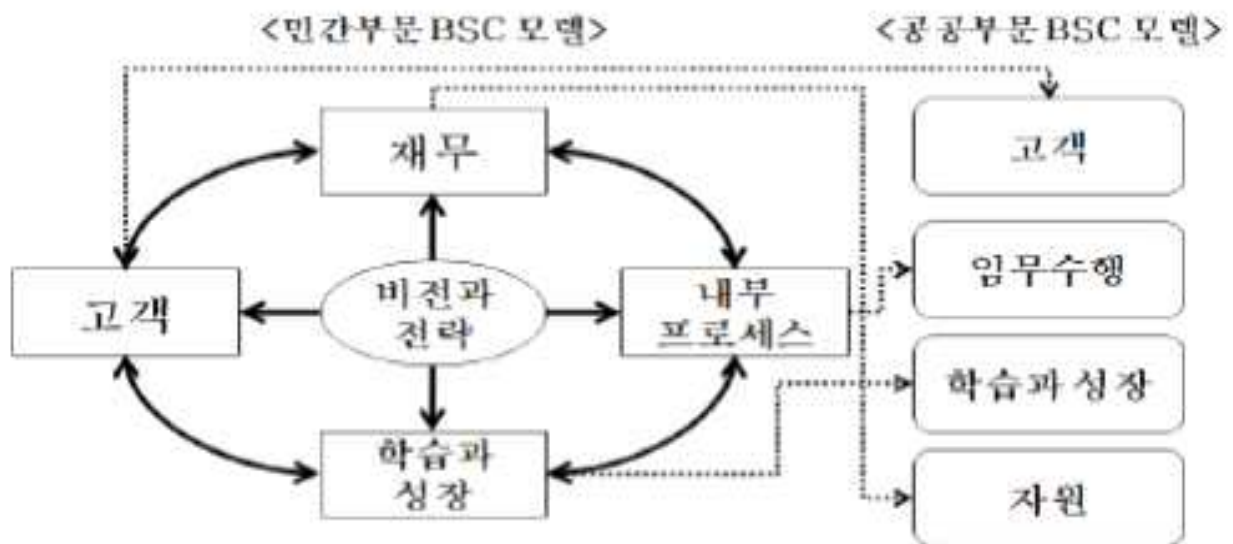 <민간부문 BSC 모델>
<공공부문 BSC 모델>
재무
고객
비전과
전략
내부
프로세스
학습과
성장
고객
임무수행
학습과 성장
자원